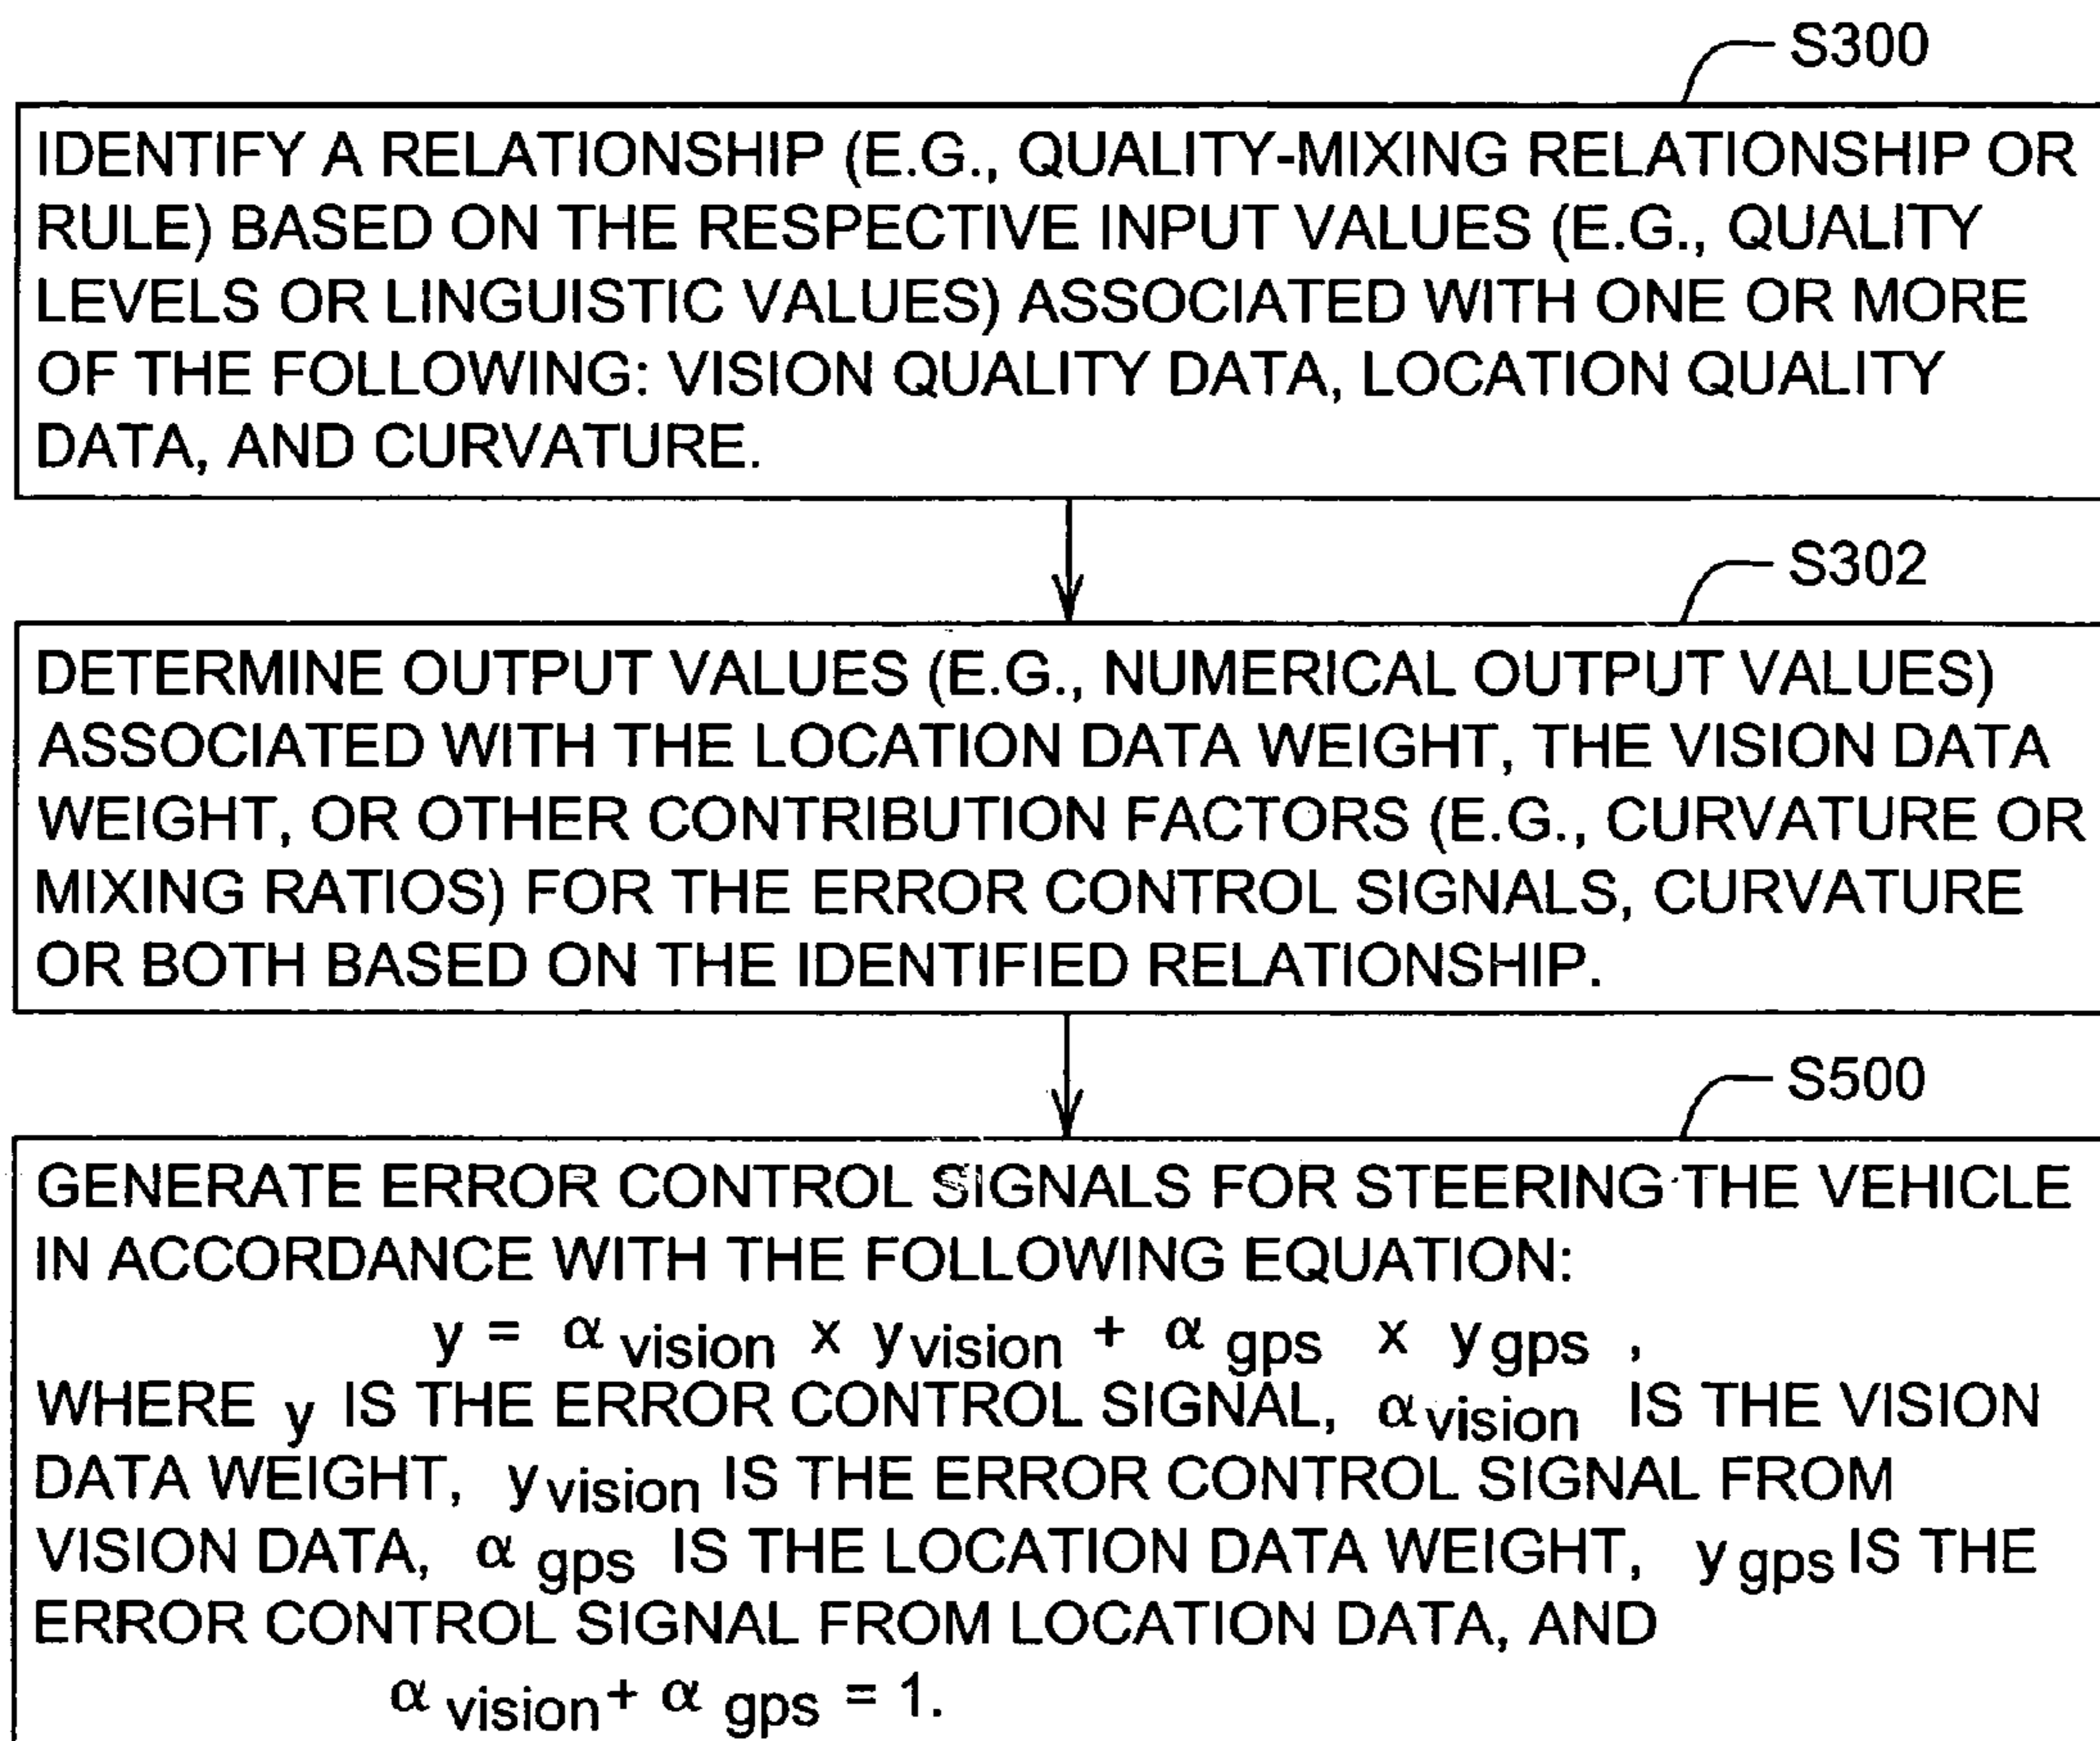 S300
IDENTIFY A RELATIONSHIP (E.G., QUALITY-MIXING RELATIONSHIP OR
RULE) BASED ON THE RESPECTIVE INPUT VALUES (E.G., QUALITY
LEVELS OR LINGUISTIC VALUES) ASSOCIATED WITH ONE OR MORE
OF THE FOLLOWING: VISION QUALITY DATA, LOCATION QUALITY
DATA, AND CURVATURE.
S302
DETERMINE OUTPUT VALUES (E.G., NUMERICAL OUTPUT VALUES)
ASSOCIATED WITH THE LOCATION DATA WEIGHT, THE VISION DATA
WEIGHT, OR OTHER CONTRIBUTION FACTORS (E.G., CURVATURE OR
MIXING RATIOS) FOR THE ERROR CONTROL SIGNALS, CURVATURE
OR BOTH BASED ON THE IDENTIFIED RELATIONSHIP.
S500
GENERATE ERROR CONTROL SIGNALS FOR STEERING THE VEHICLE
IN ACCORDANCE WITH THE FOLLOWING EQUATION:
y = α vision x y vision + α gps x y gps ,
WHERE y IS THE ERROR CONTROL SIGNAL, α vision IS THE VISION
DATA WEIGHT, y vision IS THE ERROR CONTROL SIGNAL FROM
VISION DATA, α gps IS THE LOCATION DATA WEIGHT, y gps IS THE
ERROR CONTROL SIGNAL FROM LOCATION DATA, AND
α vision + α gps = 1.